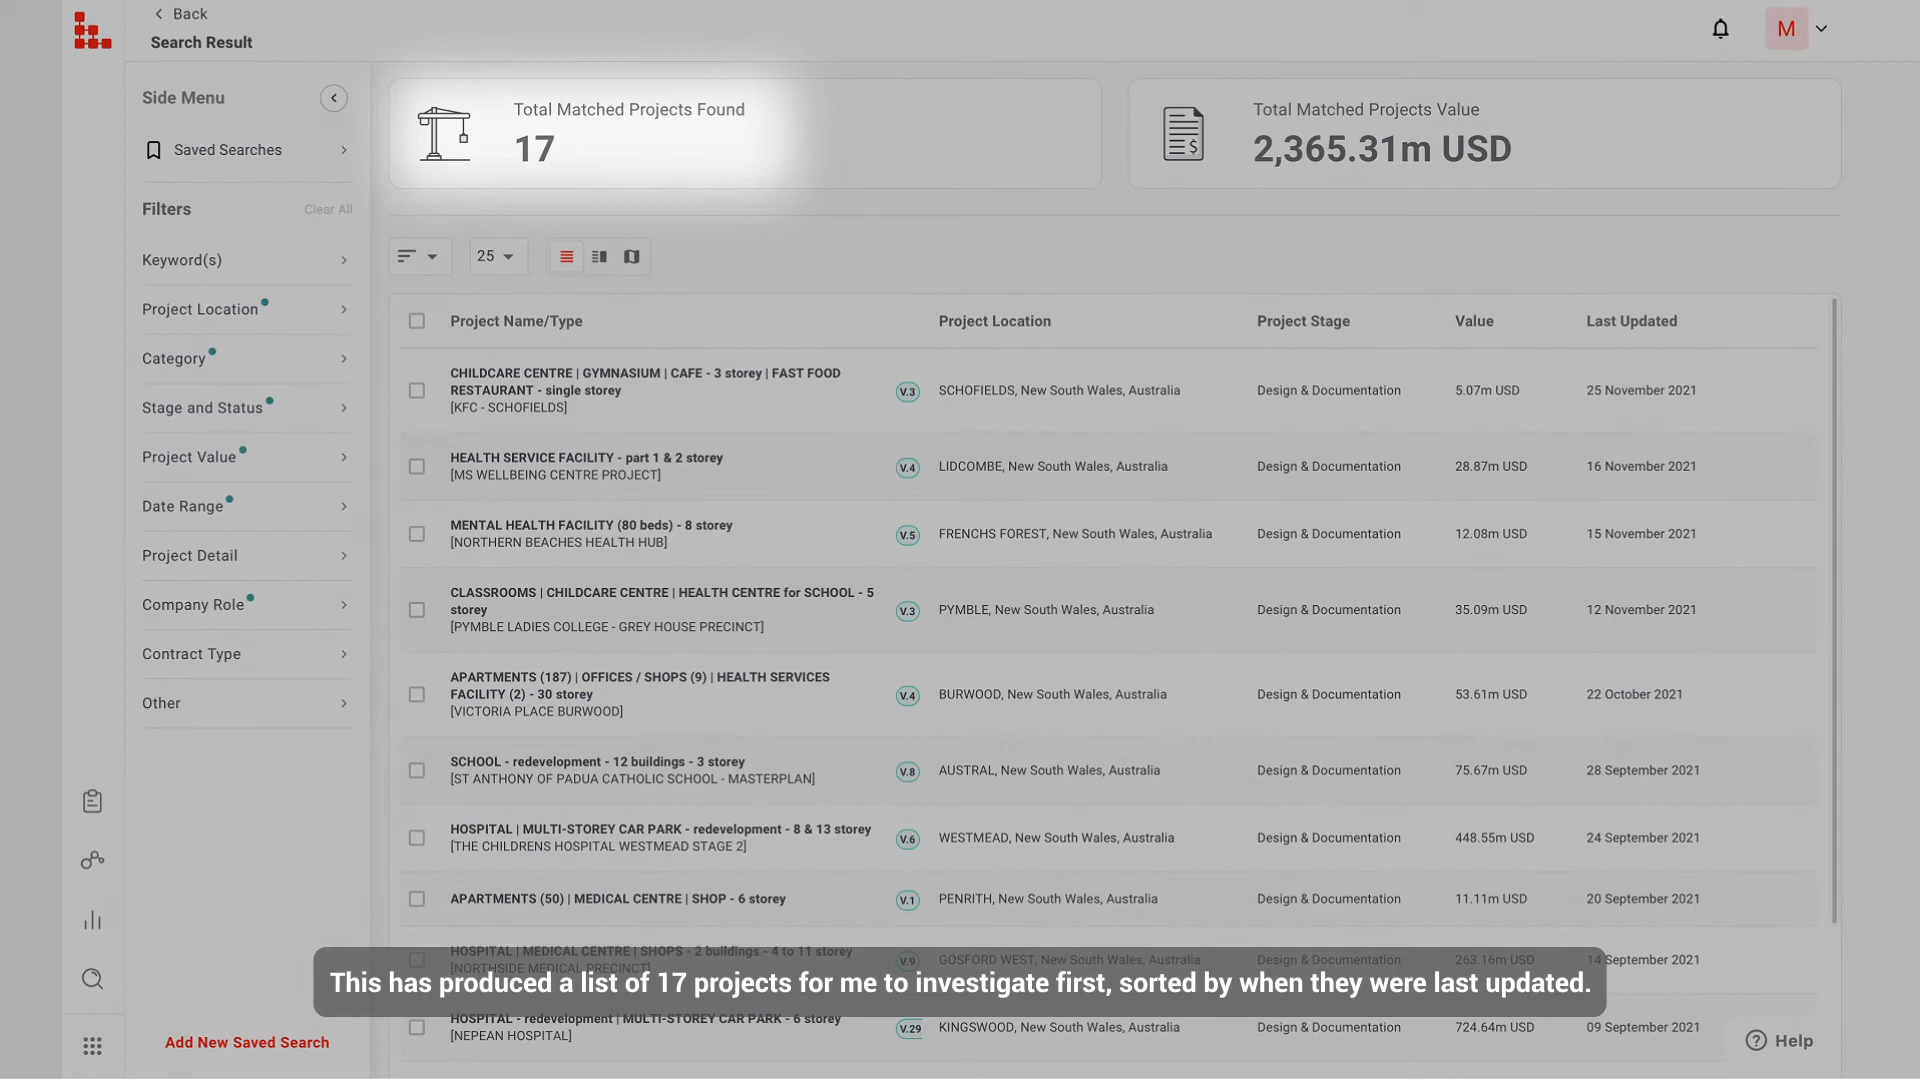 Back
Search Result
M
Side Menu
Saved Searches
Filters
Clear All
Keyword(s)
Project Location
Category
Stage and Status
Project Value
Date Range
Project Detail
Company Role
Contract Type
Other
Add New Saved Search
Total Matched Projects Found
17
Total Matched Projects Value
2,365.31m USD
$
25
Project Name/Type Project Location Project Stage Value Last Updated
CHILDCARE CENTRE | GYMNASIUM | CAFE - 3 storey | FAST FOOD
RESTAURANT - single storey
[KFC - SCHOFIELDS]
V.3 SCHOFIELDS, New South Wales, Australia Design & Documentation 5.07m USD 25 November 2021
HEALTH SERVICE FACILITY - part 1 & 2 storey
[MS WELLBEING CENTRE PROJECT]
V.4 LIDCOMBE, New South Wales, Australia Design & Documentation 28.87m USD 16 November 2021
MENTAL HEALTH FACILITY (80 beds) - 8 storey
[NORTHERN BEACHES HEALTH HUB]
V.5 FRENCHS FOREST, New South Wales, Australia Design & Documentation 12.08m USD 15 November 2021
CLASSROOMS | CHILDCARE CENTRE | HEALTH CENTRE for SCHOOL - 5
storey
[PYMBLE LADIES COLLEGE - GREY HOUSE PRECINCT]
V.3 PYMBLE, New South Wales, Australia Design & Documentation 35.09m USD 12 November 2021
APARTMENTS (187) | OFFICES / SHOPS (9) | HEALTH SERVICES
FACILITY (2) - 30 storey
[VICTORIA PLACE BURWOOD]
V.4 BURWOOD, New South Wales, Australia Design & Documentation 53.61m USD 22 October 2021
SCHOOL - redevelopment - 12 buildings - 3 storey
[ST ANTHONY OF PADUA CATHOLIC SCHOOL - MASTERPLAN]
V.8 AUSTRAL, New South Wales, Australia Design & Documentation 75.67m USD 28 September 2021
HOSPITAL | MULTI-STOREY CAR PARK - redevelopment - 8 & 13 storey
[THE CHILDRENS HOSPITAL WESTMEAD STAGE 2]
V.6 WESTMEAD, New South Wales, Australia Design & Documentation 448.55m USD 24 September 2021
APARTMENTS (50) | MEDICAL CENTRE | SHOP - 6 storey
V.1 PENRITH, New South Wales, Australia Design & Documentation 11.11m USD 20 September 2021
HOSPITAL | MEDICAL CENTRE | SHOPS - 2 buildings - 4 to 11 storey
[NORTHSIDE MEDICAL PRECINCT]
V.9 GOSFORD WEST, New South Wales, Australia Design & Documentation 263.16m USD 14 September 2021
This has produced a list of 17 projects for me to investigate first, sorted by when they were last updated.
HOSPITAL - redevelopment | MULTI-STOREY CAR PARK - 6 storey
[NEPEAN HOSPITAL]
V.29 KINGSWOOD, New South Wales, Australia Design & Documentation 724.64m USD 09 September 2021
Help